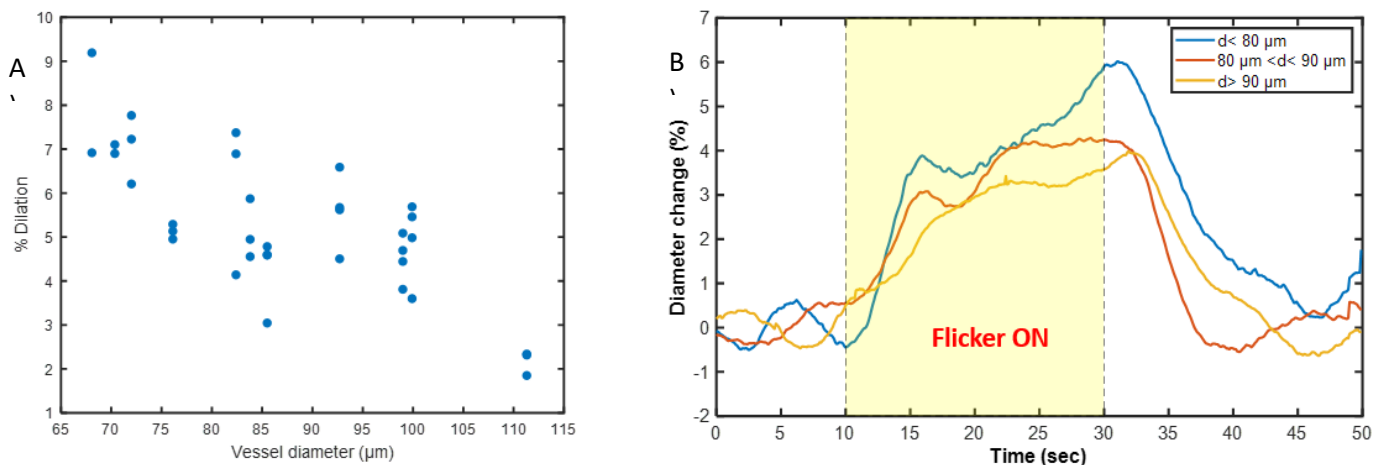 A
\
% Dilation
10
9
8
7
6
5
4
3
2
1
65 70 75 80 85 90 95 100 105 110 115
Vessel diameter (µm)
B
\
Diameter change (%)
7
6
5
4
3
2
1
0
-1
-2
d< 80 µm
80 µm <d< 90 µm
d> 90 µm
Flicker ON
0 5 10 15 20 25 30 35 40 45 50
Time (sec)